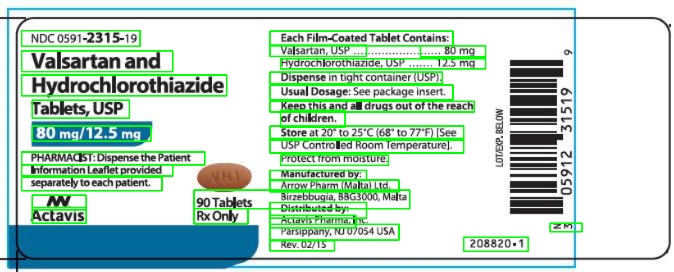 NDC 0591-2315-19
Valsartan and
Hydrochlorothiazide
Tablets, USP
80 mg/12.5 mg
PHARMACIST: Dispense the Patient
Information Leaflet provided
separately to each patient.
Actavis
VH1
90 Tablets
Rx Only
Each Film-Coated Tablet Contains:
Valsartan, USP ........................ 80 mg
Hydrochlorothiazide, USP ....... 12.5 mg
Dispense in tight container (USP).
Usual Dosage: See package insert.
Keep this and all drugs out of the reach
of children.
Store at 20° to 25°C (68° to 77°F) [See
USP Controlled Room Temperature].
Protect from moisture.
Manufactured by:
Arrow Pharm (Malta) Ltd.
Birzebbugia, BBG3000, Malta
Distributed by:
Actavis Pharma, Inc.
Parsippany, NJ 07054 USA
Rev. 02/15
208820-1
LOT/EXP. BELOW
05912 31519
9
N
3